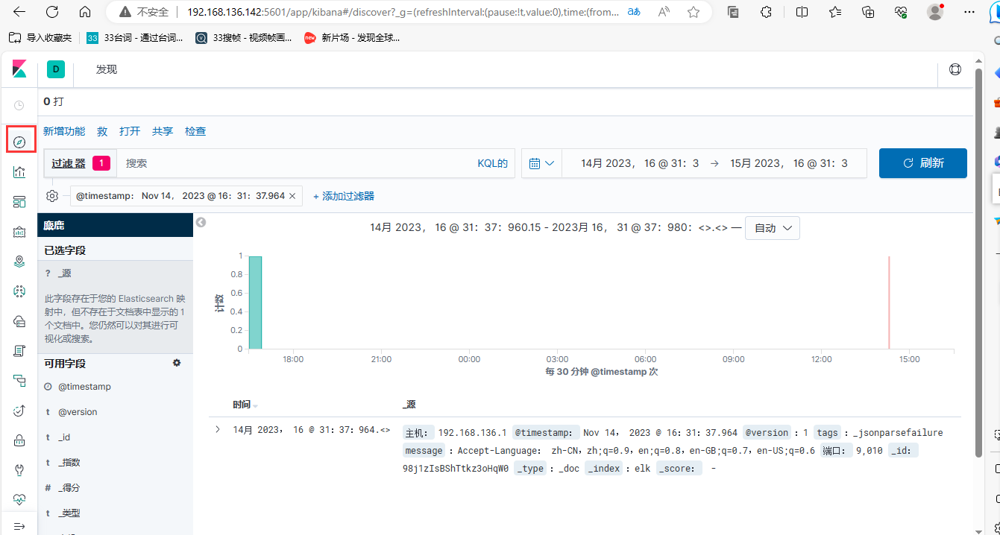 不安全 192.168.136.142:5601/app/kibana#/discover?_g=(refreshInterval:(pause:!t,value:0),time:(from...
导入收藏夹 33 33台词 - 通过台词... 33搜帧 - 视频帧画... new 新片场 - 发现全球...
D 发现
0 打
新增功能 救 打开 共享 检查
过滤器 1 搜索 KQL的 14月 2023， 16 @ 31：3 → 15月 2023， 16 @ 31：3 刷新
@timestamp: Nov 14， 2023 @ 16：31：37.964 × + 添加过滤器
麋鹿
14月 2023， 16 @ 31：37：960.15 - 2023月 16， 31 @ 37：980：<>.<> — 自动
已选字段
? _源
此字段存在于您的 Elasticsearch 映
射中，但不存在于文档表中显示的 1
个文档中。您仍然可以对其进行可
视化或搜索。
可用字段
@timestamp
t @version
t _id
t _指数
# _得分
t _类型
计数
1
0.8
0.6
0.4
0.2
0
18:00 21:00 00:00 03:00 06:00 09:00 12:00 15:00
每 30 分钟 @timestamp 次
时间 _源
14月 2023， 16 @ 31：37：964.<> 主机： 192.168.136.1 @timestamp： Nov 14， 2023 @ 16：31：37.964 @version ：1 tags ：_jsonparsefailure
message ：Accept-Language： zh-CN，zh;q=0.9，en;q=0.8，en-GB;q=0.7，en-US;q=0.6 端口： 9,010 _id：
98j1zIsBShTtkz3oHqW0 _type ：_doc _index ：elk _score： -